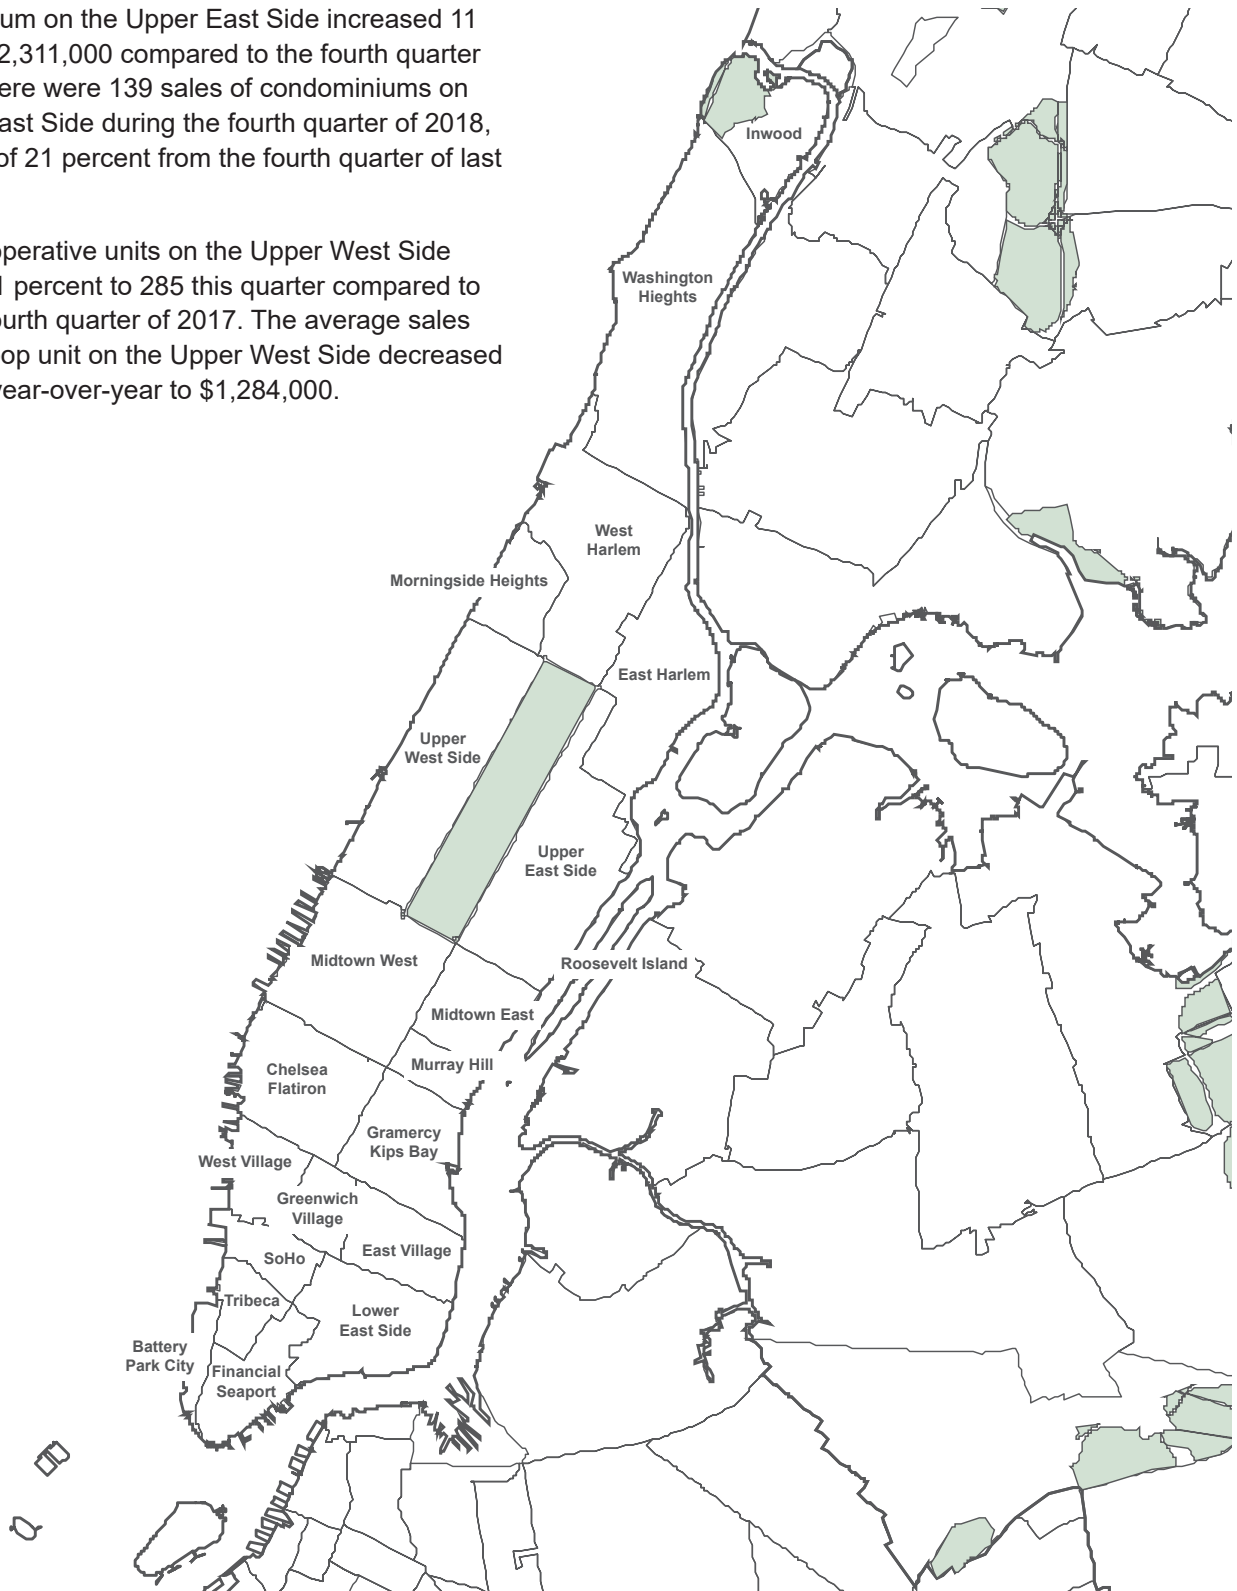 um on the Upper East Side increased 11
2,311,000 compared to the fourth quarter
ere were 139 sales of condominiums on
ast Side during the fourth quarter of 2018,
of 21 percent from the fourth quarter of last
operative units on the Upper West Side
percent to 285 this quarter compared to
ourth quarter of 2017. The average sales
op unit on the Upper West Side decreased
year-over-year to $1,284,000.
Inwood
Washington
Hieghts
West
Harlem
Morningside Heights
East Harlem
Upper
West Side
Upper
East Side
Midtown West
Roosevelt Island
Midtown East
Murray Hill
Chelsea
Flatiron
Gramercy
Kips Bay
West Village
Greenwich
Village
East Village
SoHo
Tribeca
Lower
East Side
Battery
Park City
Financial
Seaport